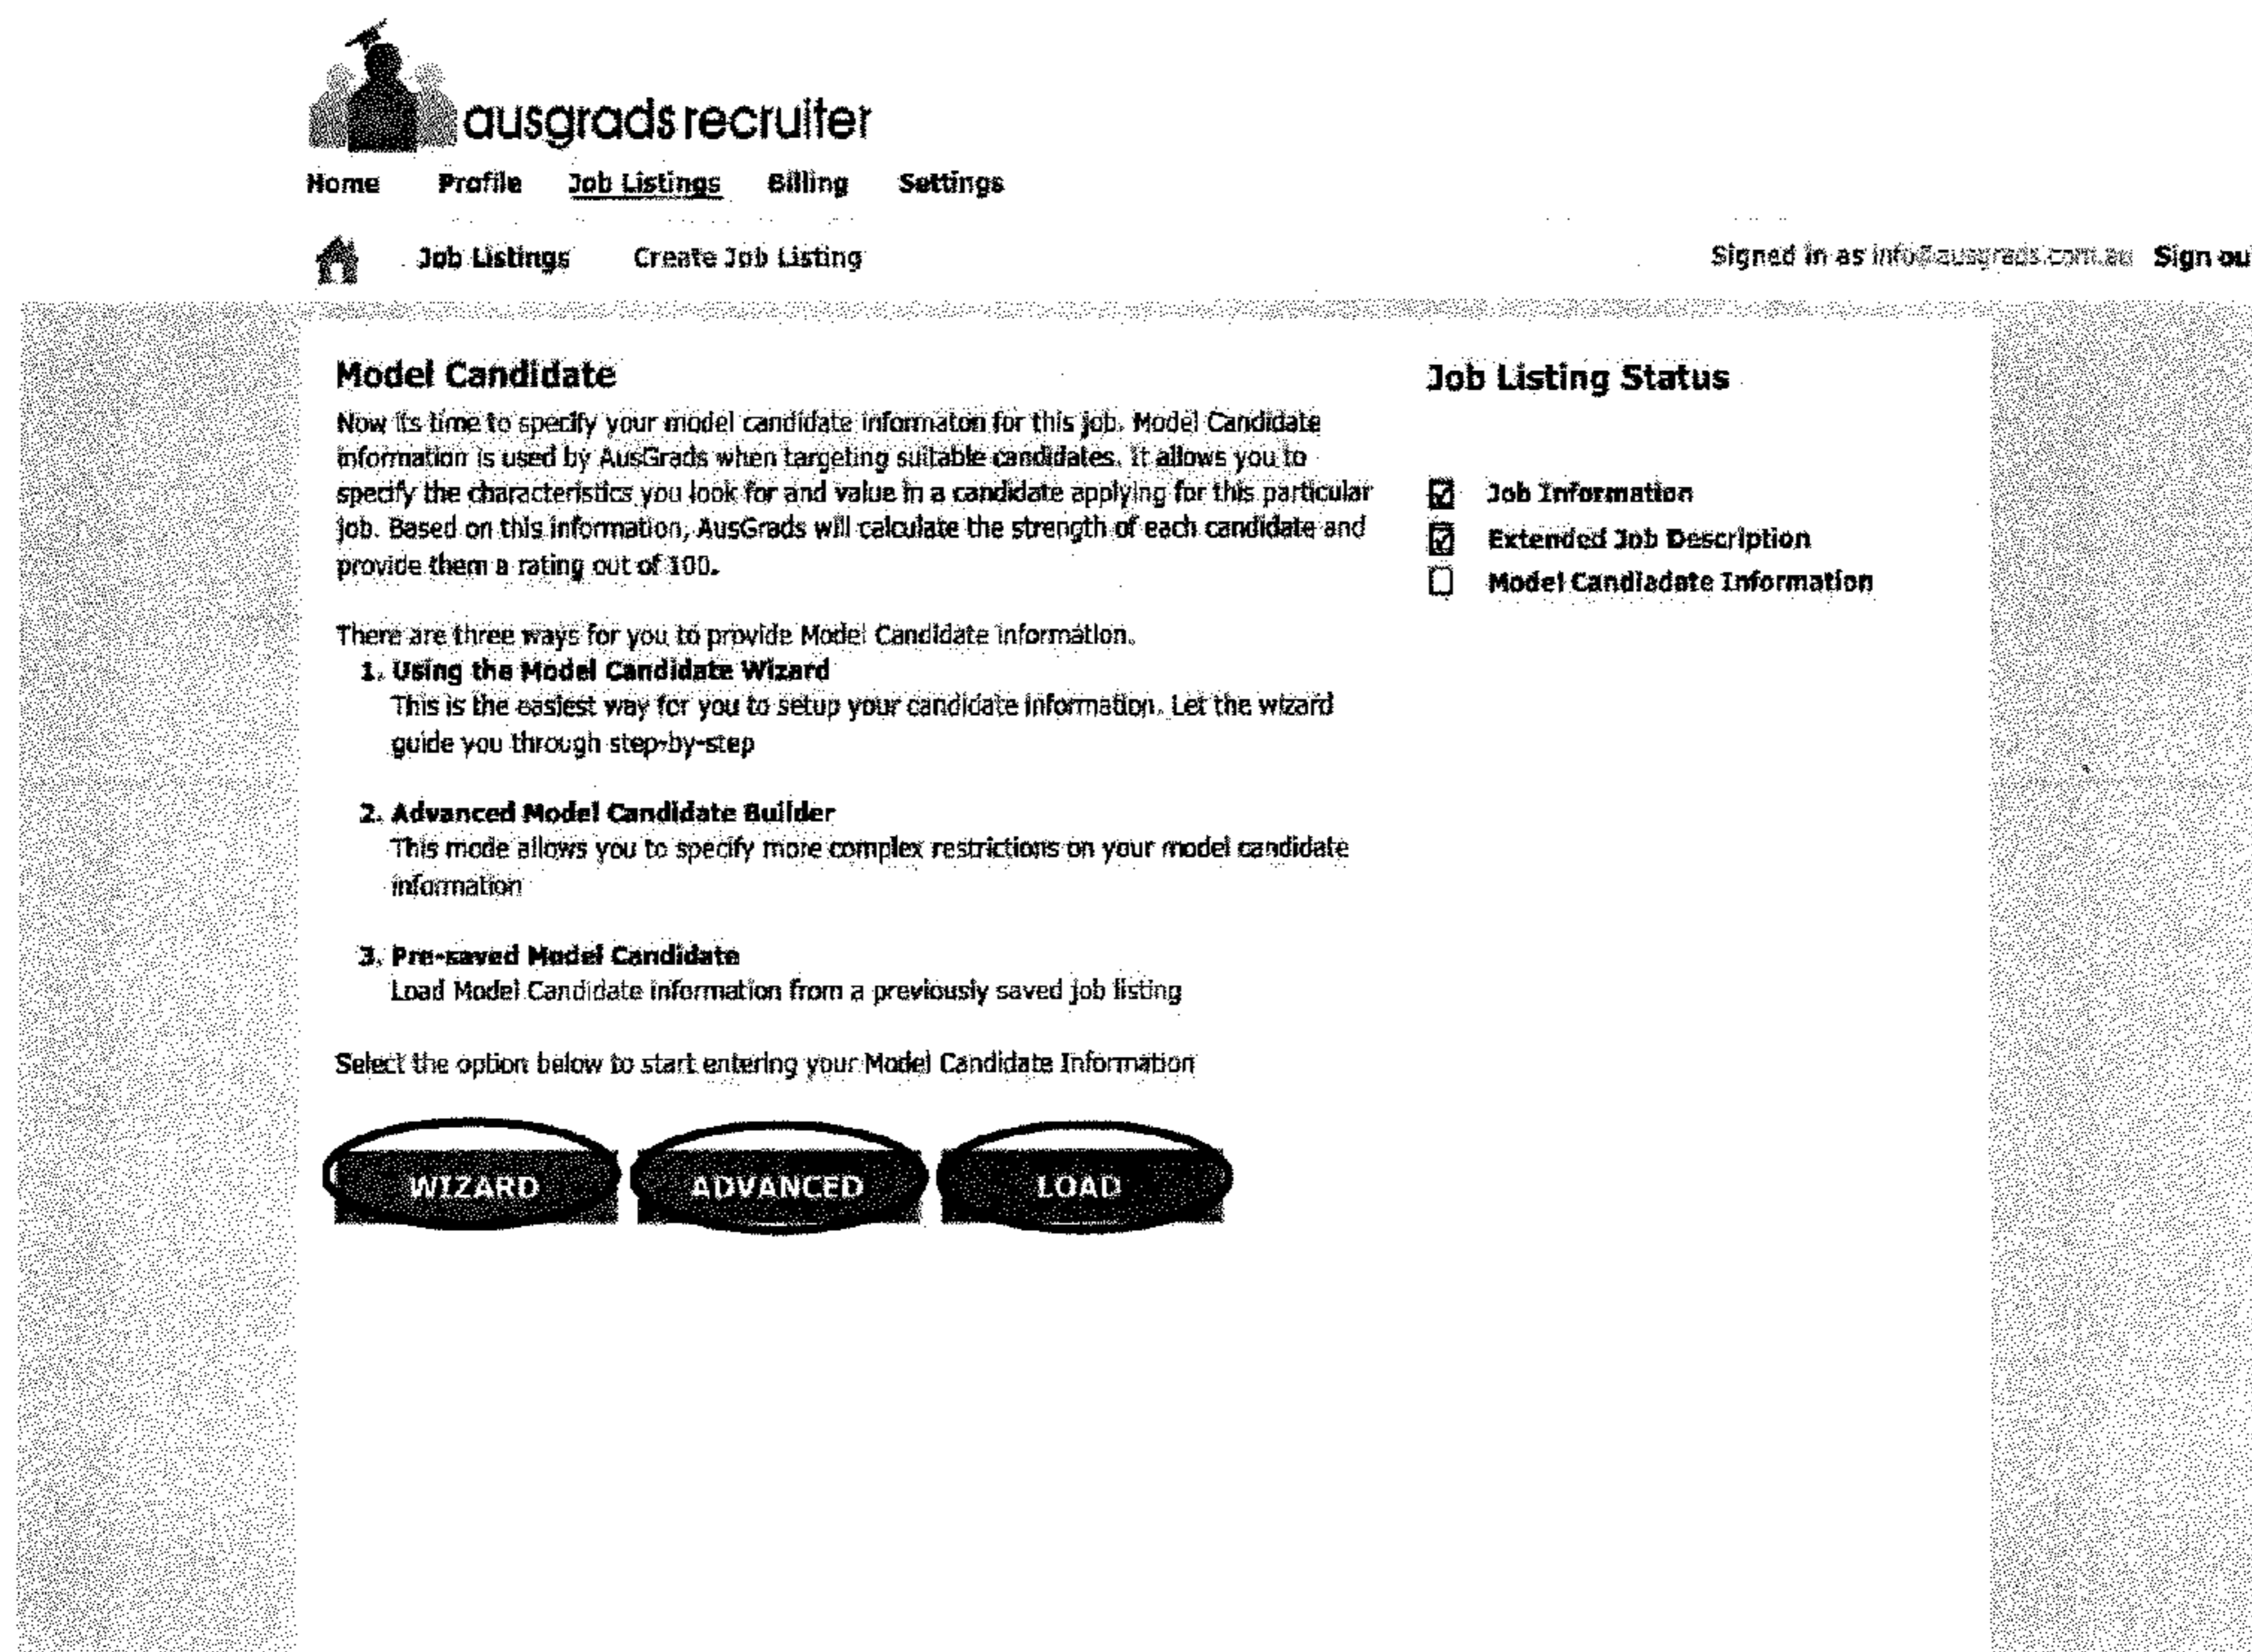 ausgrads recruiter
Home Profile Job Listings Billing Settings
Job Listings Create Job Listing Signed in as info@ausgrads.com.au Sign ou
Model Candidate
Now its time to specify your model candidate informaton for this job. Model Candidate
information is used by AusGrads when targeting suitable candidates. It allows you to
specify the characteristics you look for and value in a candidate applying for this particular
job. Based on this information, AusGrads will calculate the strength of each candidate and
provide them a rating out of 100.
There are three ways for you to provide Model Candidate information.
1. Using the Model Candidate Wizard
This is the easiest way for you to setup your candidate information. Let the wizard
guide you through step-by-step
2. Advanced Model Candidate Builder
This mode allows you to specify more complex restrictions on your model candidate
information
3. Pre-saved Model Candidate
Load Model Candidate information from a previously saved job listing
Select the option below to start entering your Model Candidate Information
WIZARD ADVANCED LOAD
Job Listing Status
Job Information
Extended Job Description
Model Candiadate Information